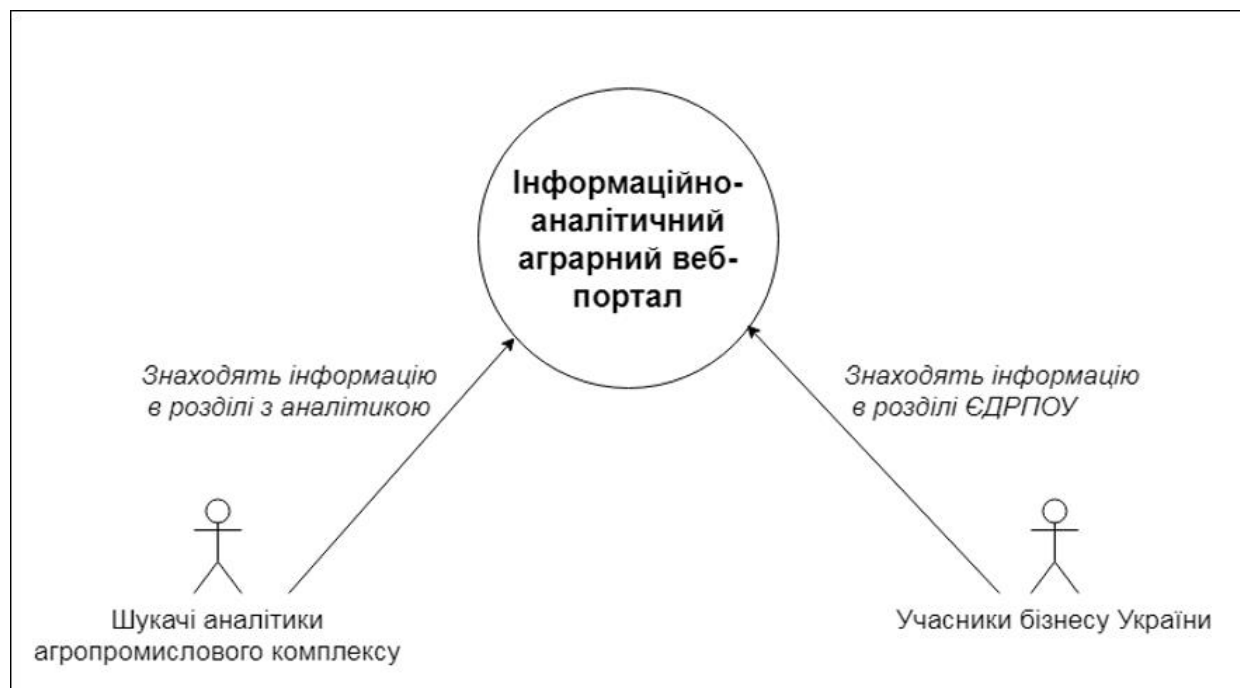 Інформаційно-
аналітичний
аграрний веб-
портал
Знаходять інформацію
в розділі з аналітикою
Знаходять інформацію
в розділі ЄДРПОУ
Шукачі аналітики
агропромислового комплексу
Учасники бізнесу України